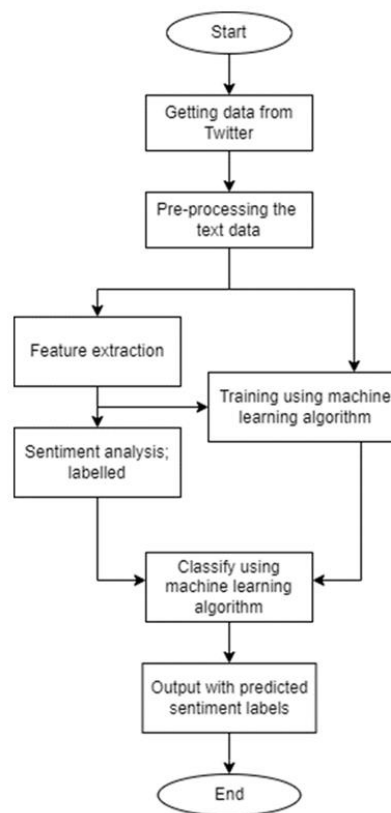 Start
Getting data from
Twitter
Pre-processing the
text data
Feature extraction
Training using machine
learning algorithm
Sentiment analysis;
labelled
Classify using
machine learning
algorithm
Output with predicted
sentiment labels
End